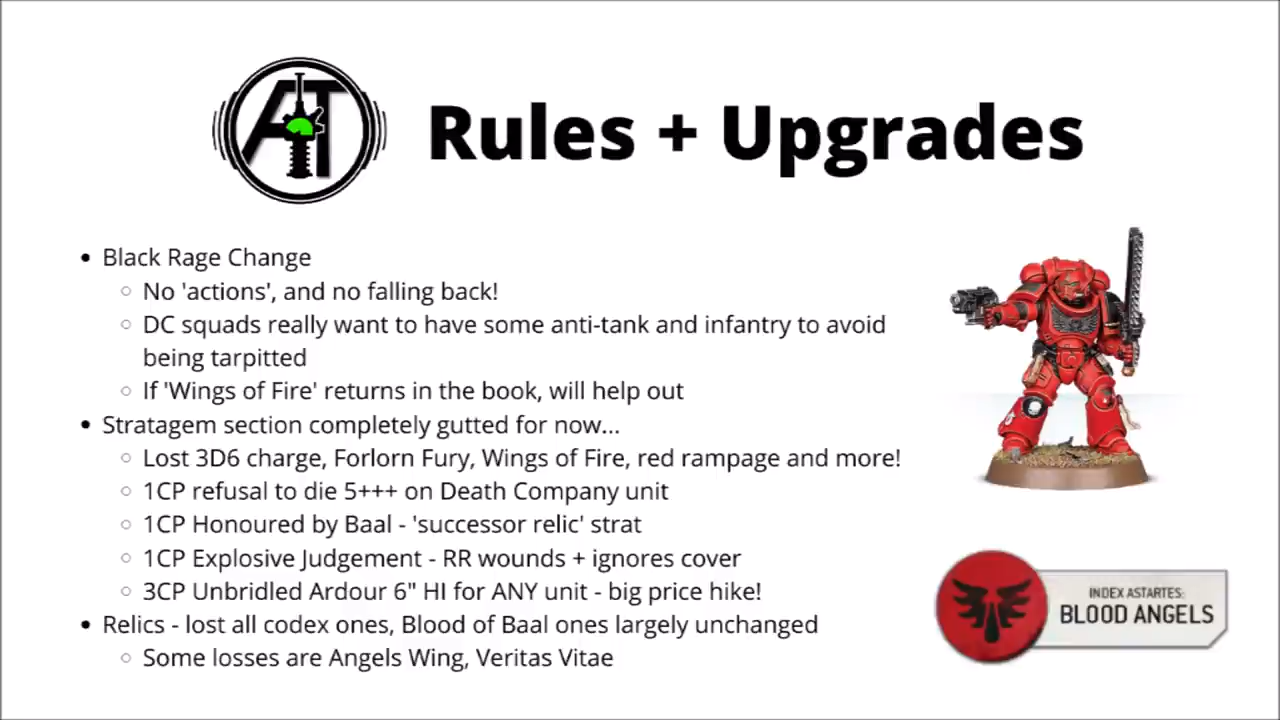 AT
Rules + Upgrades
• Black Rage Change
○ No 'actions', and no falling back!
○ DC squads really want to have some anti-tank and infantry to avoid
being tarpitted
○ If 'Wings of Fire' returns in the book, will help out
• Stratagem section completely gutted for now...
○ Lost 3D6 charge, Forlorn Fury, Wings of Fire, red rampage and more!
○ 1CP refusal to die 5+++ on Death Company unit
○ 1CP Honoured by Baal - 'successor relic' strat
○ 1CP Explosive Judgement - RR wounds + ignores cover
○ 3CP Unbridled Ardour 6" HI for ANY unit - big price hike!
• Relics - lost all codex ones, Blood of Baal ones largely unchanged
○ Some losses are Angels Wing, Veritas Vitae
INDEX ASTARTES:
BLOOD ANGELS